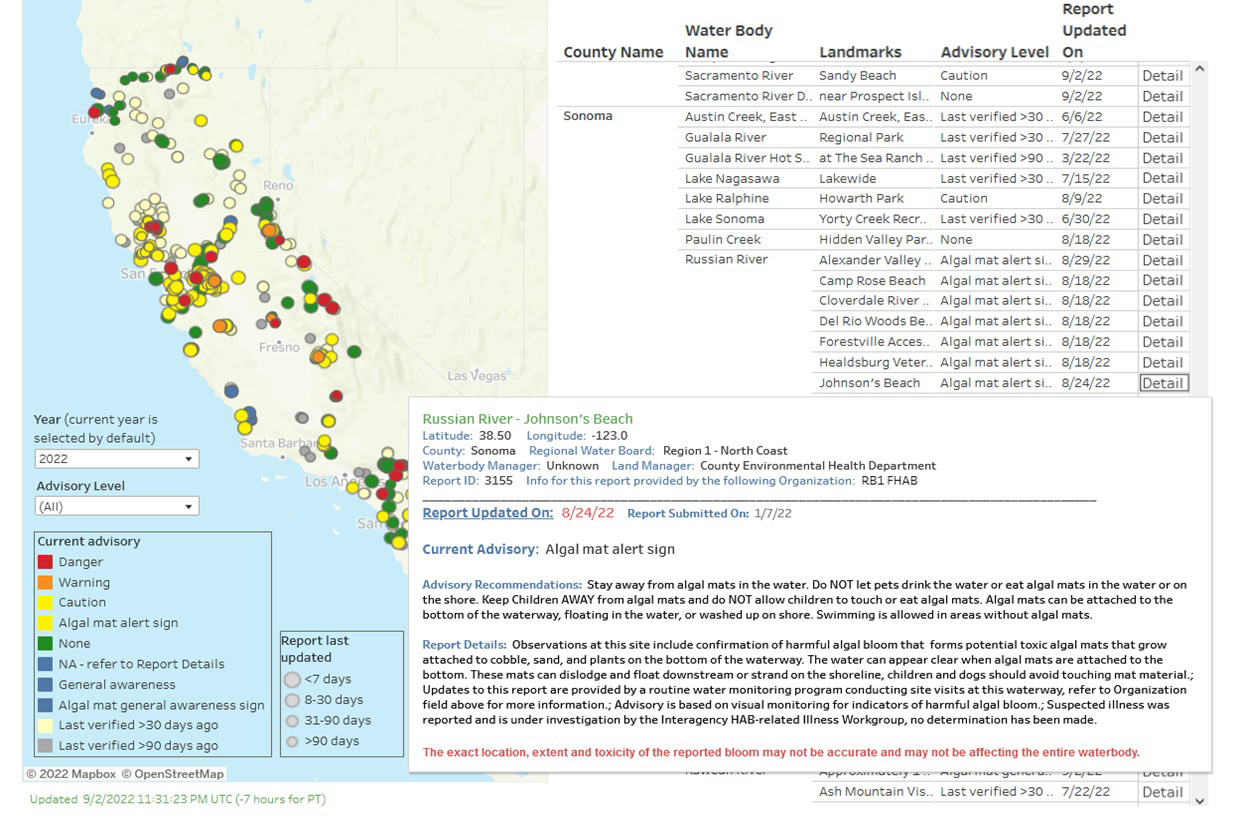 Report
Updated
On
Water Body
Name
County Name
Landmarks
Advisory Level
Sacramento River Sandy Beach Caution 9/2/22 Detail
Sacramento River D.. near Prospect Isl.. None 9/2/22 Detail
Sonoma Austin Creek, East .. Austin Creek, Eas.. Last verified >30 .. 6/6/22 Detail
Gualala River Regional Park Last verified >30 .. 7/27/22 Detail
Gualala River Hot S.. at The Sea Ranch .. Last verified >90 .. 3/22/22 Detail
Lake Nagasawa Lakewide Last verified >30 .. 7/15/22 Detail
Lake Ralphine Howarth Park Caution 8/9/22 Detail
Lake Sonoma Yorty Creek Recr.. Last verified >30 .. 6/30/22 Detail
Paulin Creek Hidden Valley Par.. None 8/18/22 Detail
Russian River Alexander Valley .. Algal mat alert si.. 8/29/22 Detail
Camp Rose Beach Algal mat alert si.. 8/18/22 Detail
Cloverdale River .. Algal mat alert si.. 8/18/22 Detail
Del Rio Woods Be.. Algal mat alert si.. 8/18/22 Detail
Forestville Acces.. Algal mat alert si.. 8/18/22 Detail
Healdsburg Veter.. Algal mat alert si.. 8/18/22 Detail
Johnson's Beach Algal mat alert si.. 8/24/22 Detail
Eureka
Reno
San
Fresno
Las Vegas
Santa Barbara
Los
San
Year (current year is
selected by default)
2022
Advisory Level
(All)
Current advisory
Danger
Warning
Caution
Algal mat alert sign
None
NA - refer to Report Details
General awareness
Algal mat general awareness sign
Last verified >30 days ago
Last verified >90 days ago
Report last
updated
<7 days
8-30 days
31-90 days
>90 days
Russian River - Johnson's Beach
Latitude: 38.50 Longitude: -123.0
County: Sonoma Regional Water Board: Region 1 - North Coast
Waterbody Manager: Unknown Land Manager: County Environmental Health Department
Report ID: 3155 Info for this report provided by the following Organization: RB1 FHAB
Report Updated On: 8/24/22 Report Submitted On: 1/7/22
Current Advisory: Algal mat alert sign
Advisory Recommendations: Stay away from algal mats in the water. Do NOT let pets drink the water or eat algal mats in the water or on
the shore. Keep Children AWAY from algal mats and do NOT allow children to touch or eat algal mats. Algal mats can be attached to the
bottom of the waterway, floating in the water, or washed up on shore. Swimming is allowed in areas without algal mats.
Report Details: Observations at this site include confirmation of harmful algal bloom that forms potential toxic algal mats that grow
attached to cobble, sand, and plants on the bottom of the waterway. The water can appear clear when algal mats are attached to the
bottom. These mats can dislodge and float downstream or strand on the shoreline, children and dogs should avoid touching mat material.;
Updates to this report are provided by a routine water monitoring program conducting site visits at this waterway, refer to Organization
field above for more information.; Advisory is based on visual monitoring for indicators of harmful algal bloom.; Suspected illness was
reported and is under investigation by the Interagency HAB-related Illness Workgroup, no determination has been made.
The exact location, extent and toxicity of the reported bloom may not be accurate and may not be affecting the entire waterbody.
Ash Mountain Vis.. Last verified >30 .. 7/22/22 Detail
© 2022 Mapbox © OpenStreetMap
Updated 9/2/2022 11:31:23 PM UTC (-7 hours for PT)